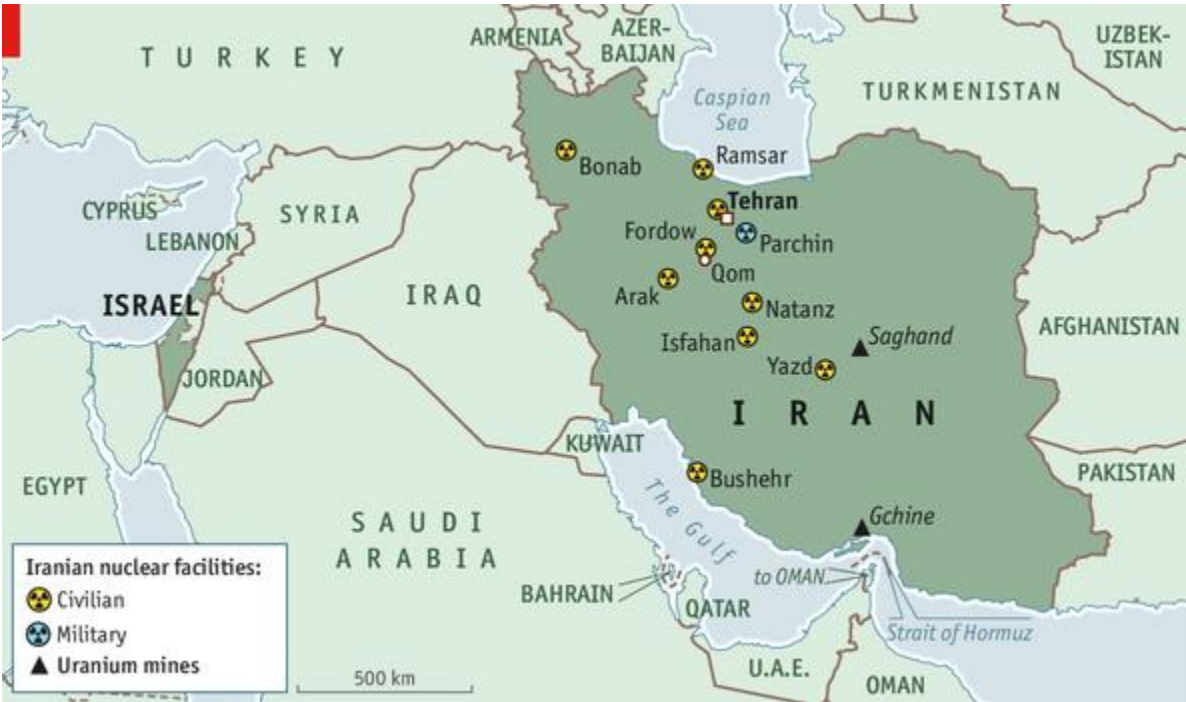 TURKEY
ARMENIA
AZER-
BAIJAN
UZBEK-
ISTAN
Caspian
Sea
TURKMENISTAN
Bonab
Ramsar
CYPRUS
SYRIA
Tehran
LEBANON
Fordow
Parchin
Qom
ISRAEL
IRAQ
Arak
Natanz
AFGHANISTAN
Isfahan
Saghand
JORDAN
Yazd
IRAN
KUWAIT
EGYPT
Bushehr
PAKISTAN
The Gulf
SAUDI
ARABIA
Gchine
BAHRAIN
to OMAN
QATAR
Strait of Hormuz
U.A.E.
OMAN
Iranian nuclear facilities:
Civilian
Military
Uranium mines
500 km